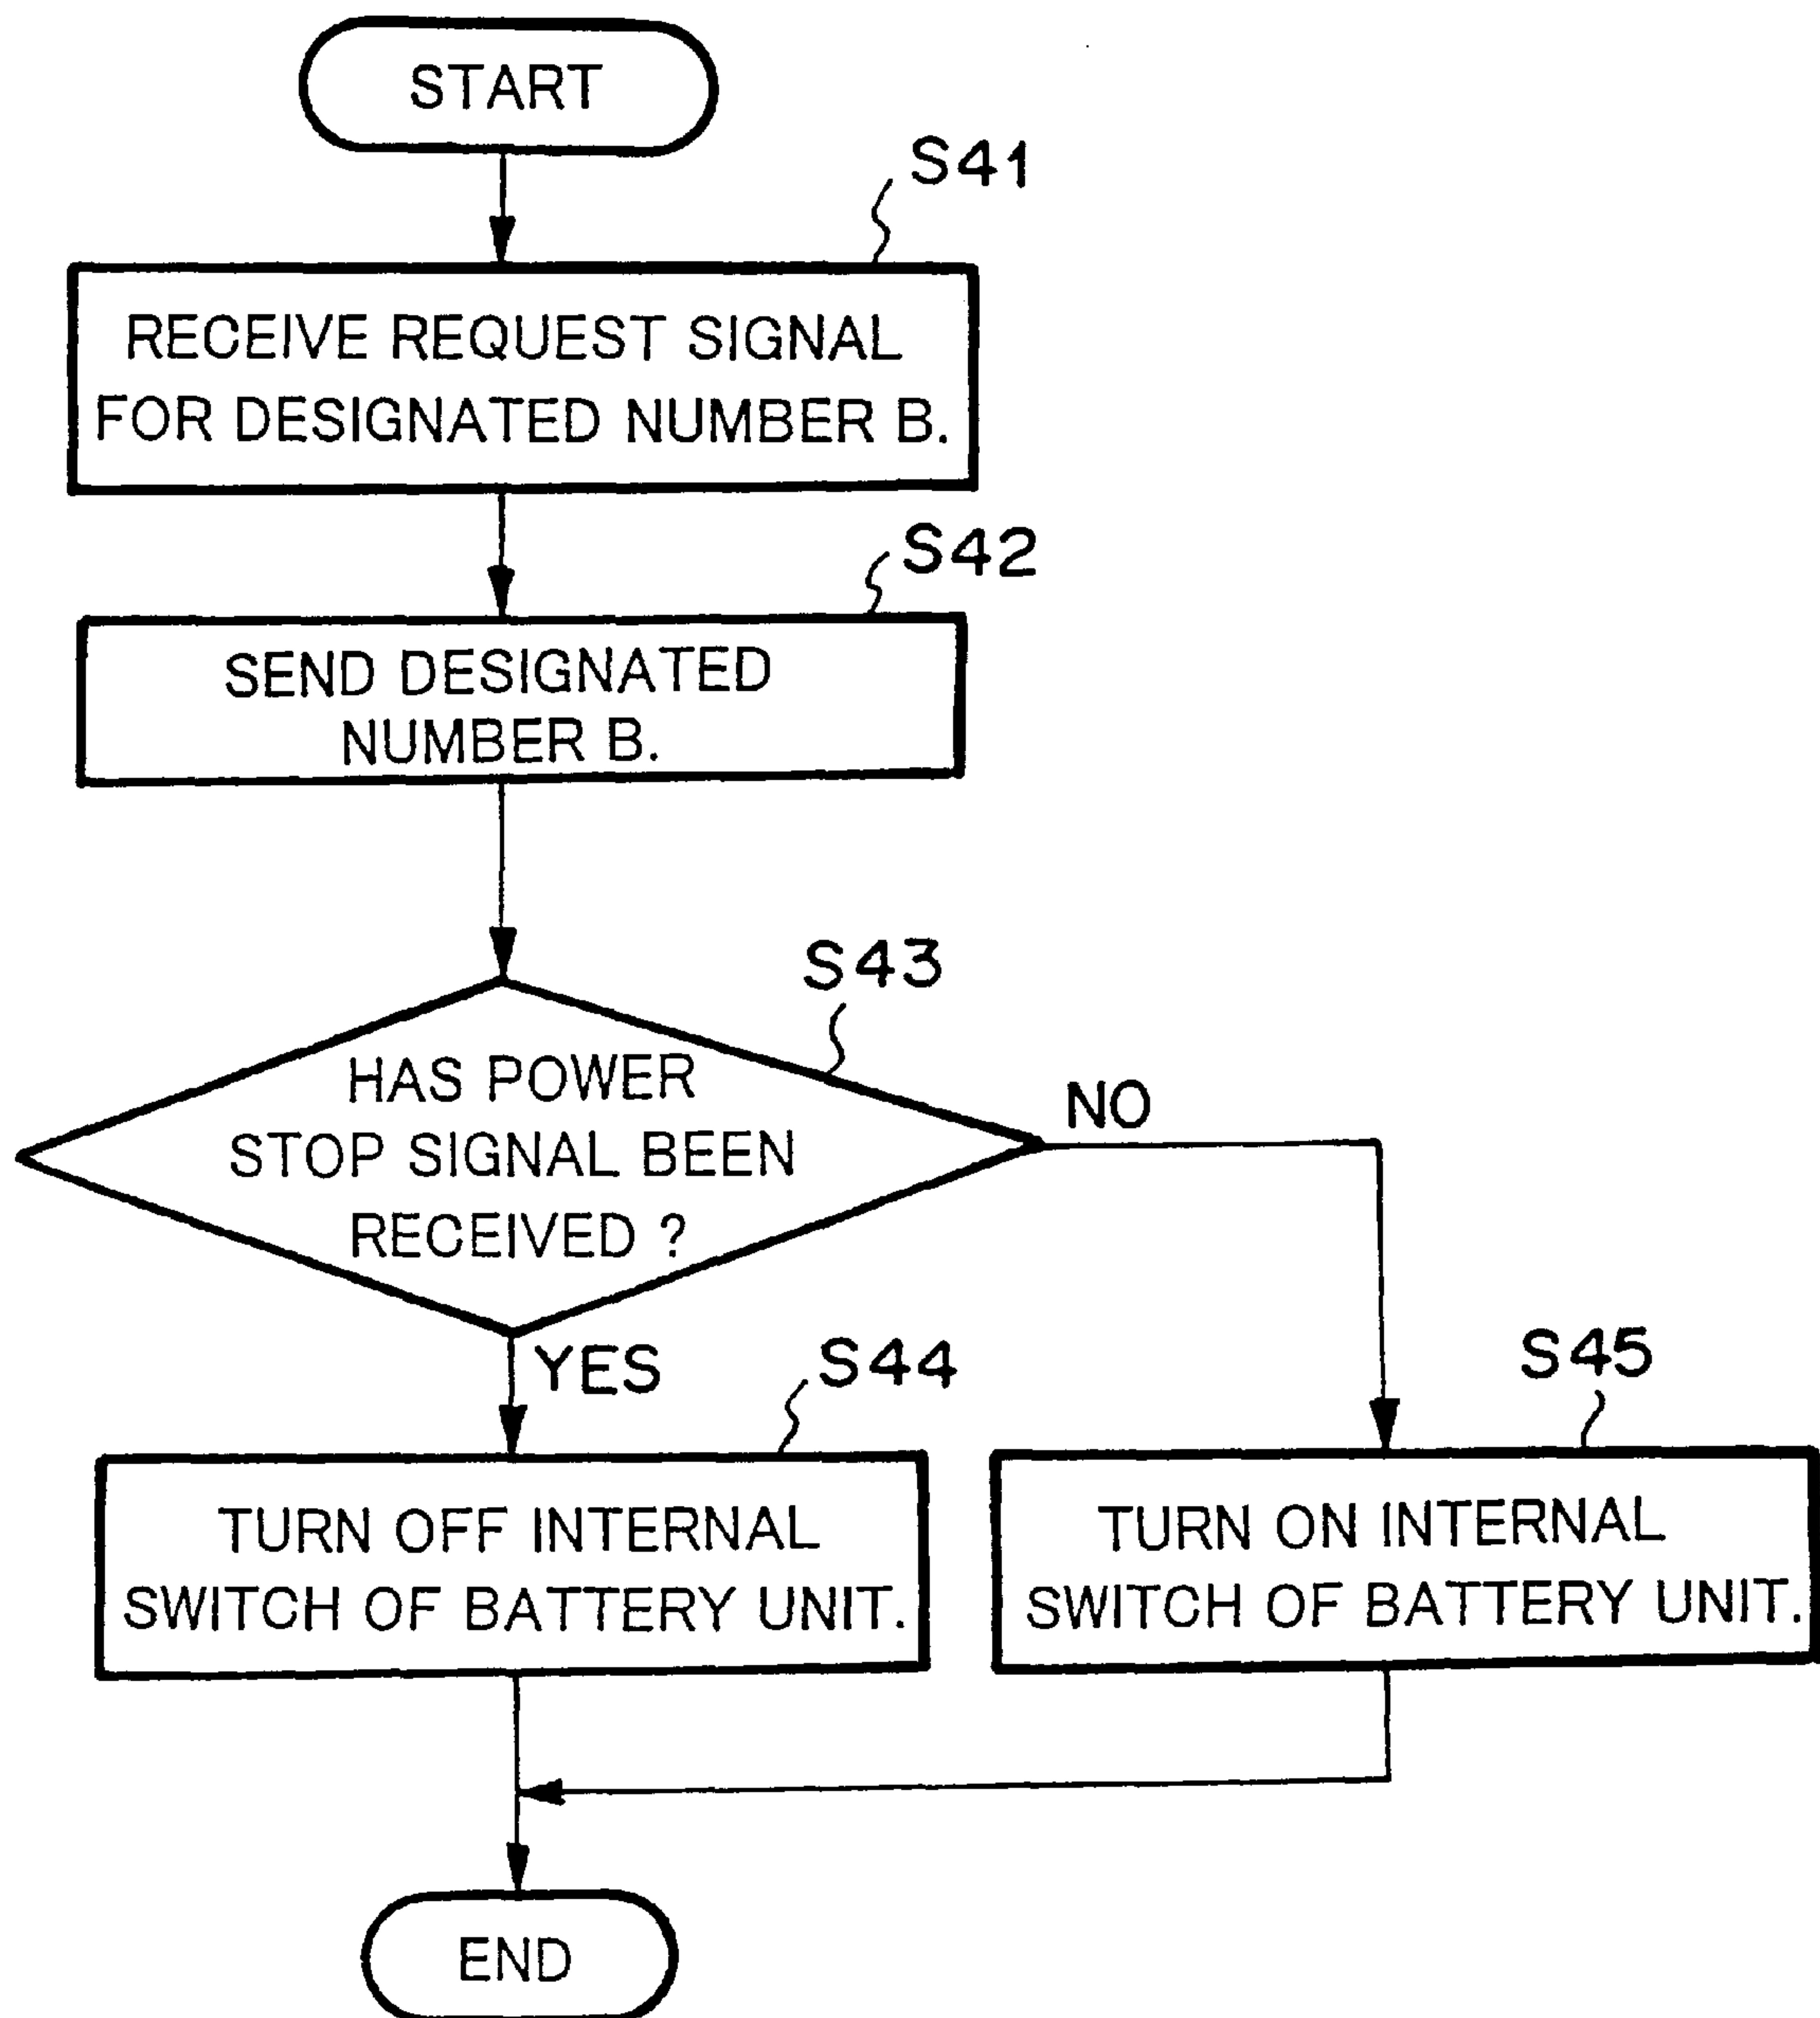 START
S41
RECEIVE REQUEST SIGNAL
FOR DESIGNATED NUMBER B.
S42
SEND DESIGNATED
NUMBER B.
S43
HAS POWER
STOP SIGNAL BEEN
RECEIVED ?
NO
YES
S44
TURN OFF INTERNAL
SWITCH OF BATTERY UNIT.
S45
TURN ON INTERNAL
SWITCH OF BATTERY UNIT.
END